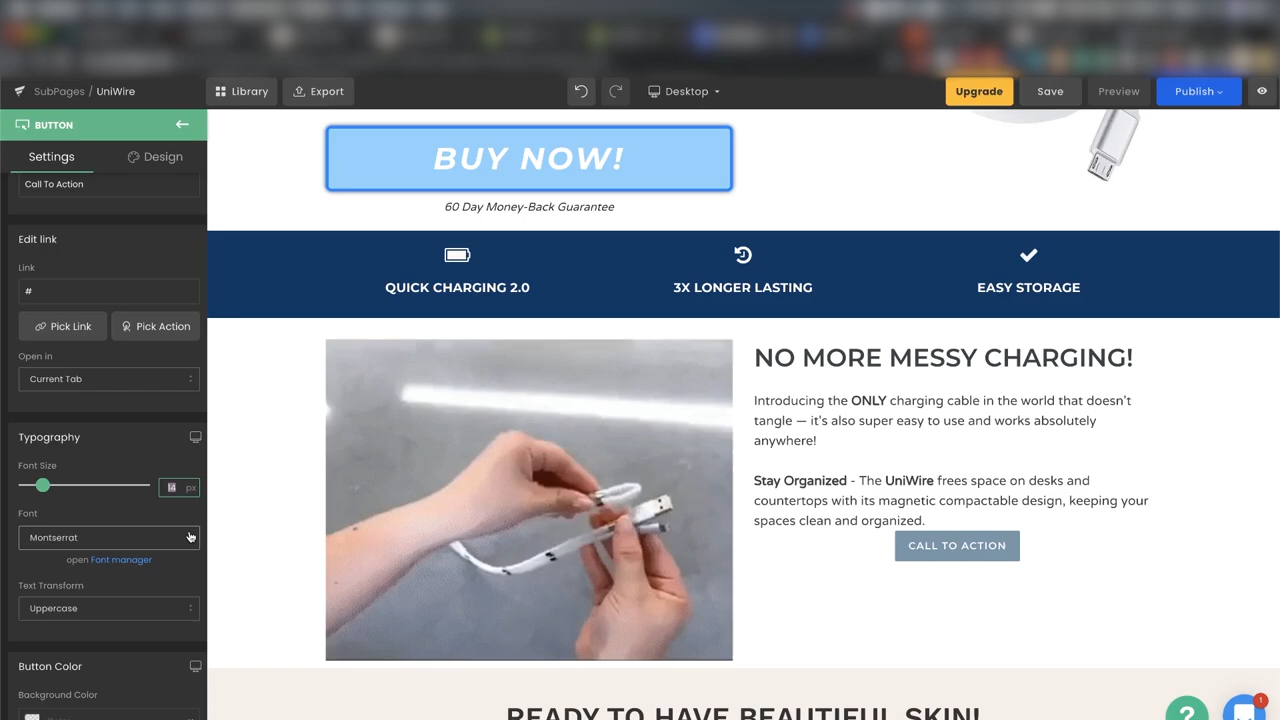 SubPages / UniWire
Library
Export
Desktop
Upgrade
Save
Preview
Publish
BUTTON
Settings
Design
Call To Action
Edit link
Link
#
Pick Link
Pick Action
Open in
Current Tab
Typography
Font Size
px
Font
Montserrat
open Font manager
Text Transform
Uppercase
Button Color
Background Color
BUY NOW!
60 Day Money-Back Guarantee
QUICK CHARGING 2.0
3X LONGER LASTING
EASY STORAGE
NO MORE MESSY CHARGING!
Introducing the ONLY charging cable in the world that doesn't
tangle — it's also super easy to use and works absolutely
anywhere!
Stay Organized - The UniWire frees space on desks and
countertops with its magnetic compactable design, keeping your
spaces clean and organized.
CALL TO ACTION
READY TO HAVE BEAUTIFUL SKIN!
?
1